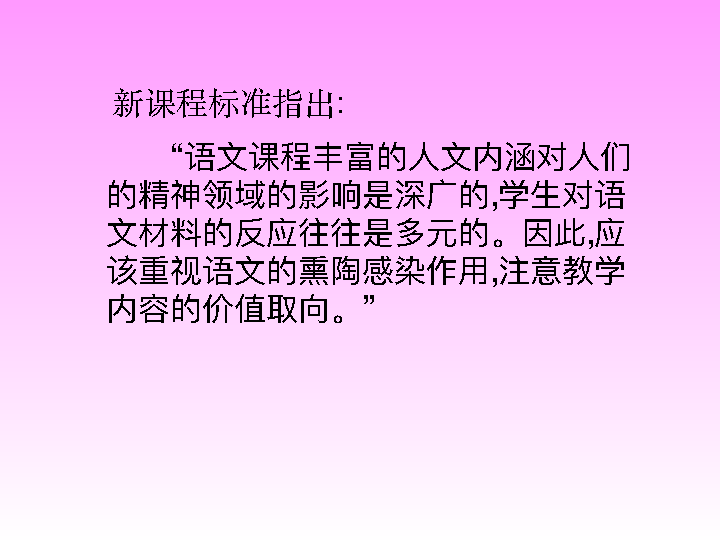 新课程标准指出:
“语文课程丰富的人文内涵对人们
的精神领域的影响是深广的,学生对语
文材料的反应往往是多元的。因此,应
该重视语文的熏陶感染作用,注意教学
内容的价值取向。”